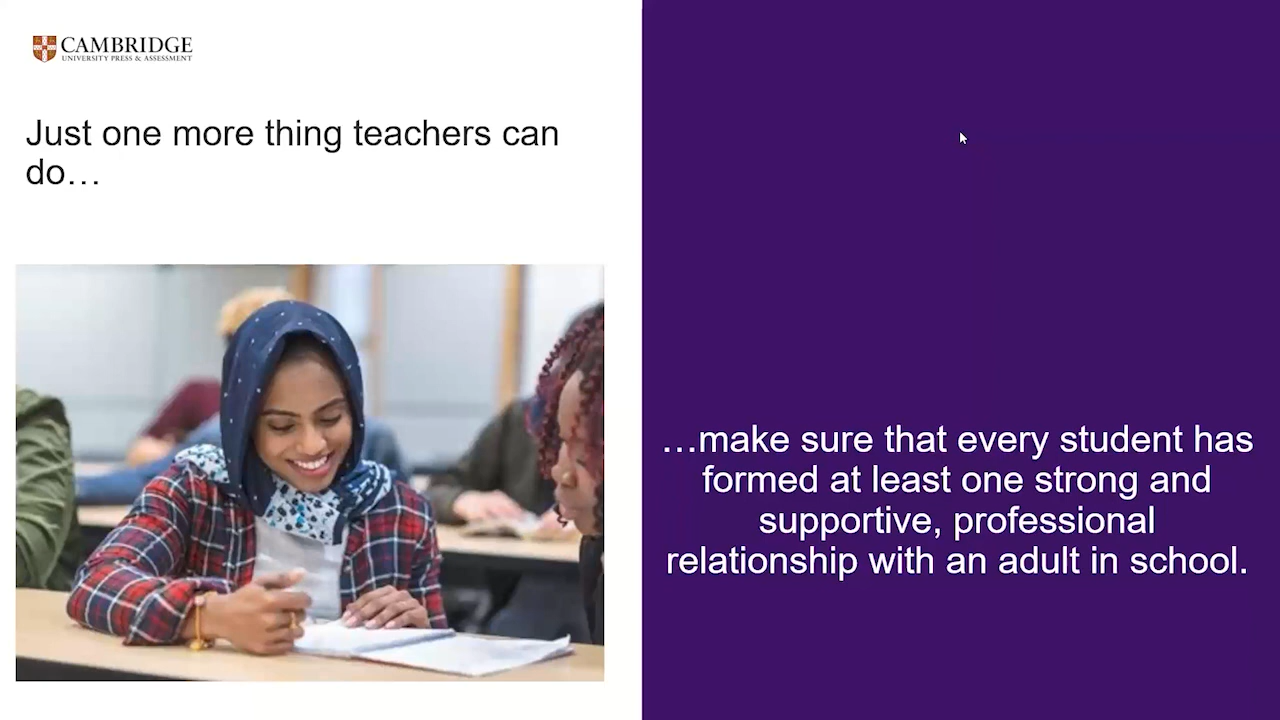 CAMBRIDGE
UNIVERSITY PRESS & ASSESSMENT
Just one more thing teachers can
do…
…make sure that every student has
formed at least one strong and
supportive, professional
relationship with an adult in school.